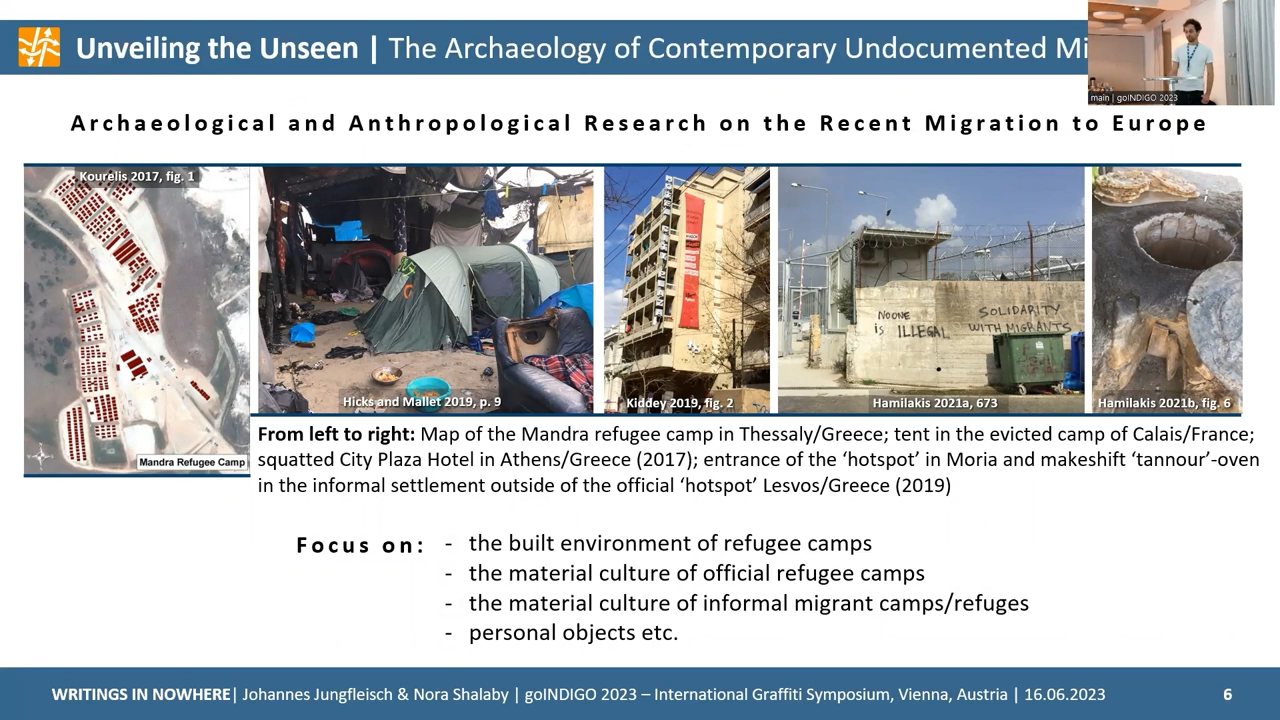 Unveiling the Unseen | The Archaeology of Contemporary Undocumented Mi
main | goINDIGO 2023
Archaeological and Anthropological Research on the Recent Migration to Europe
Kourelis 2017, fig. 1
Mandra Refugee Camp
Hicks and Mallet 2019, p. 9
Kiddey 2019, fig. 2
NOONE
is ILLEGAL
SOLIDARITY
WITH MIGRANTS
Hamilakis 2021a, 673
Hamilakis 2021b, fig. 6
From left to right: Map of the Mandra refugee camp in Thessaly/Greece; tent in the evicted camp of Calais/France;
squatted City Plaza Hotel in Athens/Greece (2017); entrance of the ‘hotspot’ in Moria and makeshift ‘tannour’-oven
in the informal settlement outside of the official ‘hotspot’ Lesvos/Greece (2019)
Focus on:
- the built environment of refugee camps
- the material culture of official refugee camps
- the material culture of informal migrant camps/refuges
- personal objects etc.
WRITINGS IN NOWHERE| Johannes Jungfleisch & Nora Shalaby | goINDIGO 2023 – International Graffiti Symposium, Vienna, Austria | 16.06.2023
6